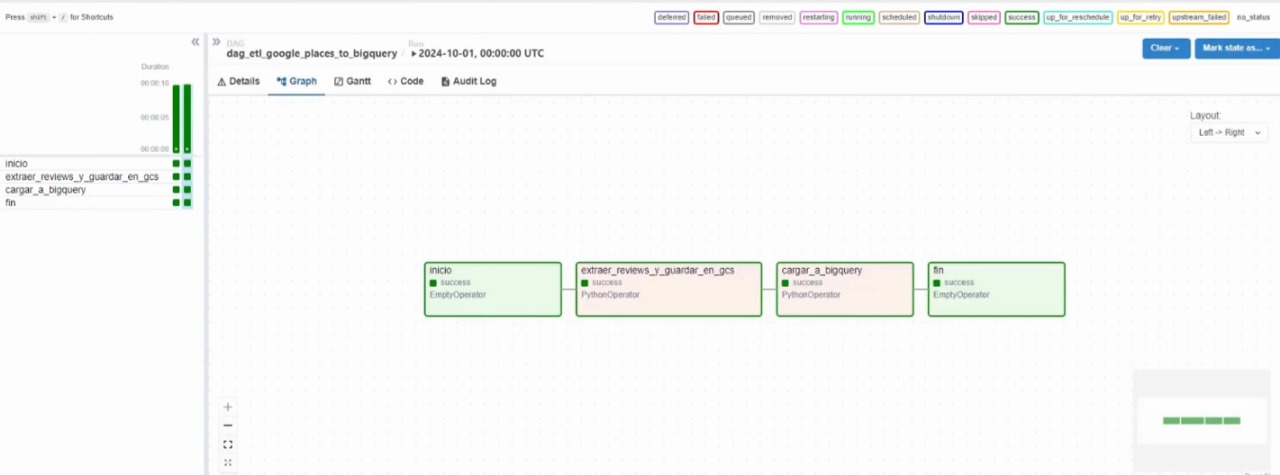 Press shift + / for Shortcuts
deferred failed queued removed restarting running scheduled shutdown skipped success up_for_reschedule up_for_retry upstream_failed no_status
DAG
dag_etl_google_places_to_bigquery /
Run
2024-10-01, 00:00:00 UTC
Clear
Mark state as...
Details Graph Gantt <> Code Audit Log
Duration
00:00:10
00:00:05
00:00:00
inicio
extraer_reviews_y_guardar_en_gcs
cargar_a_bigquery
fin
Layout:
Left -> Right
inicio
success
EmptyOperator
extraer_reviews_y_guardar_en_gcs
success
PythonOperator
cargar_a_bigquery
success
PythonOperator
fin
success
EmptyOperator